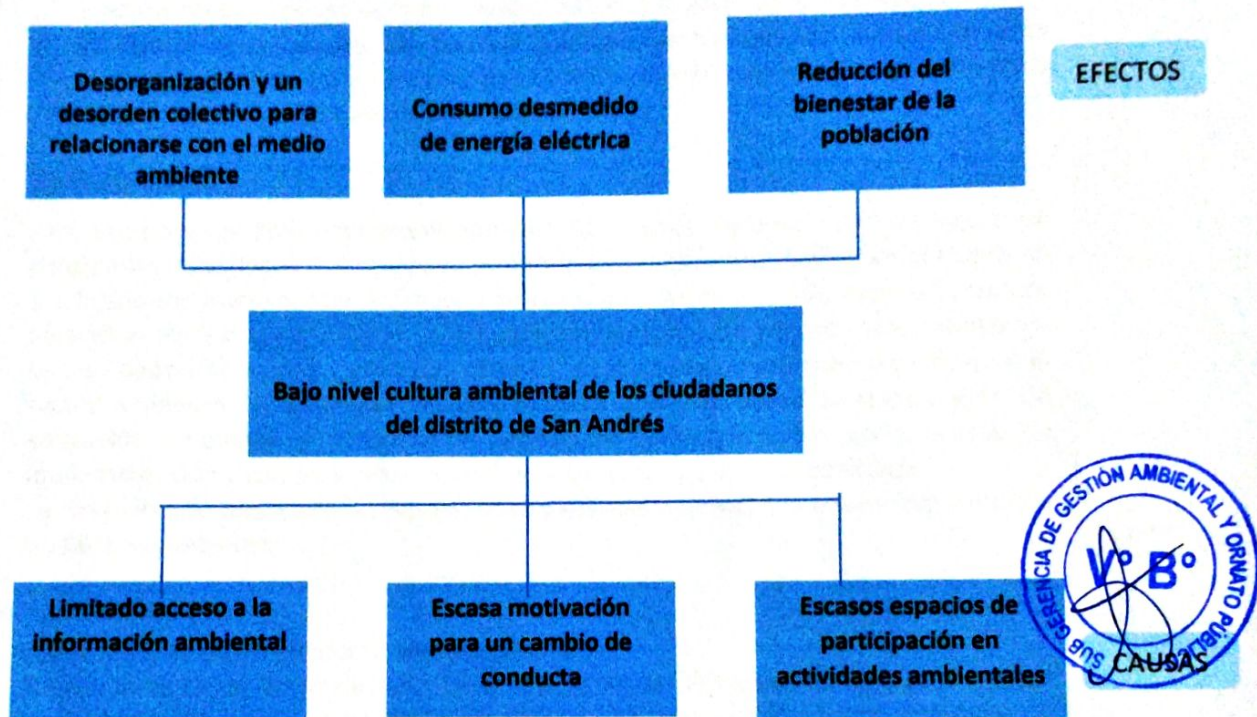 Desorganización y un
desorden colectivo para
relacionarse con el medio
ambiente
Consumo desmedido
de energía eléctrica
Reducción del
bienestar de la
población
EFECTOS
Bajo nivel cultura ambiental de los ciudadanos
del distrito de San Andrés
Limitado acceso a la
información ambiental
Escasa motivación
para un cambio de
conducta
Escasos espacios de
participación en
actividades ambientales
CAUSAS
SUB GERENCIA DE GESTIÓN AMBIENTAL Y ORNATO PÚBLICO
V° B°